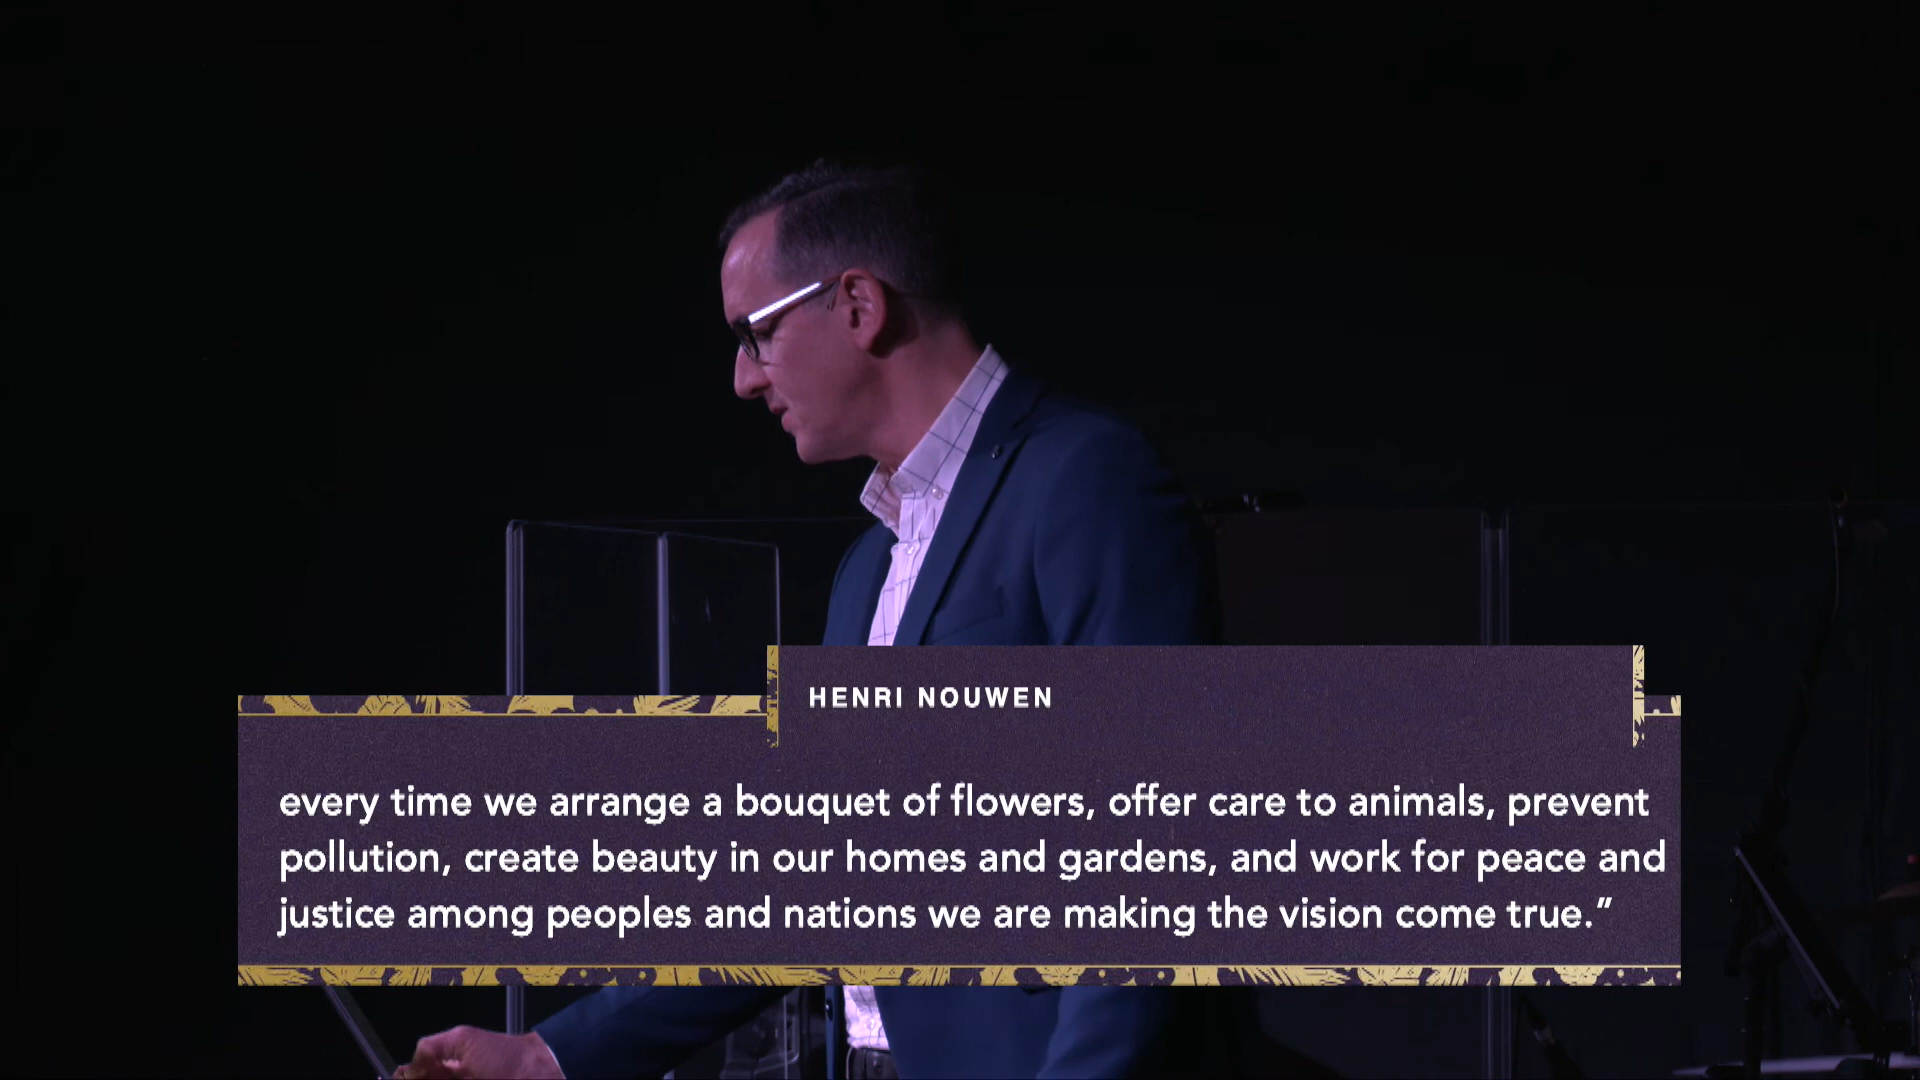 HENRI NOUWEN
every time we arrange a bouquet of flowers, offer care to animals, prevent
pollution, create beauty in our homes and gardens, and work for peace and
justice among peoples and nations we are making the vision come true.”